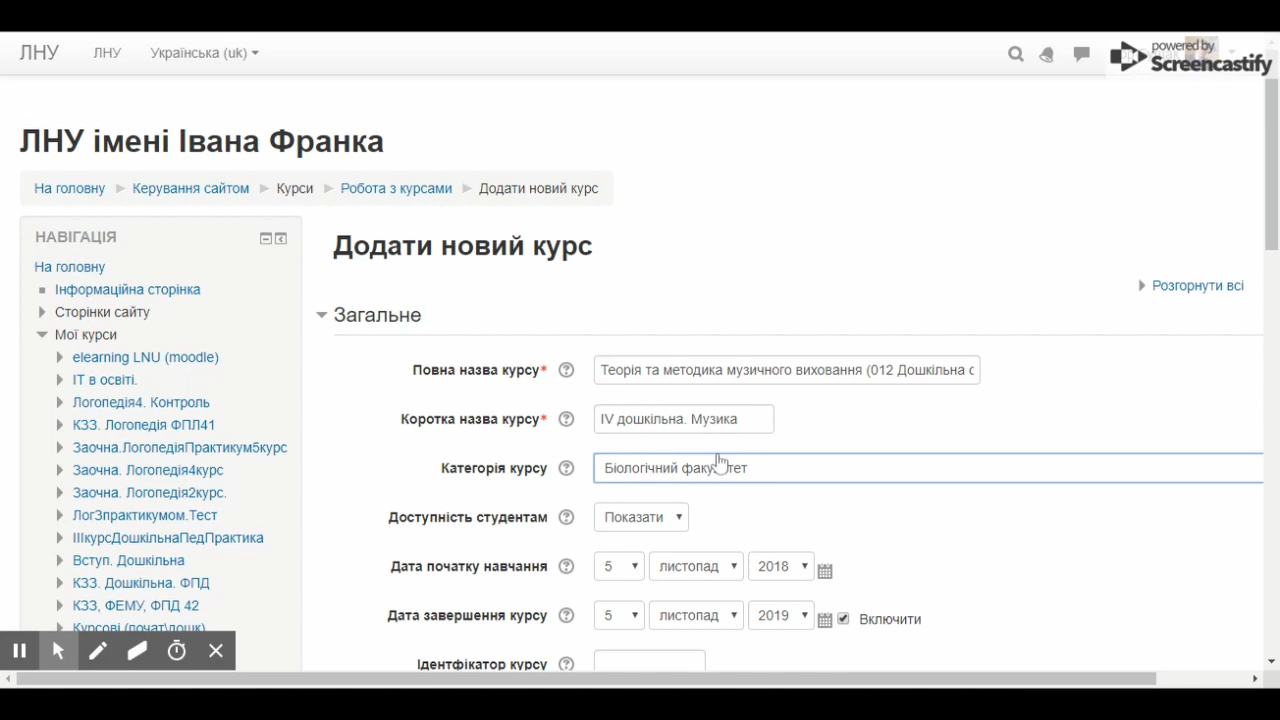 ЛНУ ЛНУ Українська (uk)
powered by
Screencastify
ЛНУ імені Івана Франка
На головну Керування сайтом Курси Робота з курсами Додати новий курс
НАВІГАЦІЯ
На головну
Інформаційна сторінка
Сторінки сайту
Мої курси
elearning LNU (moodle)
ІТ в освіті.
Логопедія4. Контроль
КЗЗ. Логопедія ФПЛ41
Заочна.ЛогопедіяПрактикум5курс
Заочна. Логопедія4курс
Заочна. Логопедія2курс.
ЛогЗпрактикумом.Тест
ІІІкурсДошкільнаПедПрактика
Вступ. Дошкільна
КЗЗ. Дошкільна. ФПД
КЗЗ, ФЕМУ, ФПД 42
Курсові (почат\дошк)
Додати новий курс
Розгорнути всі
Загальне
Повна назва курсу* Теорія та методика музичного виховання (012 Дошкільна о
Коротка назва курсу* IV дошкільна. Музика
Категорія курсу Біологічний факультет
Доступність студентам Показати
Дата початку навчання 5 листопад 2018
Дата завершення курсу 5 листопад 2019 Включити
Ідентфікатор курсу